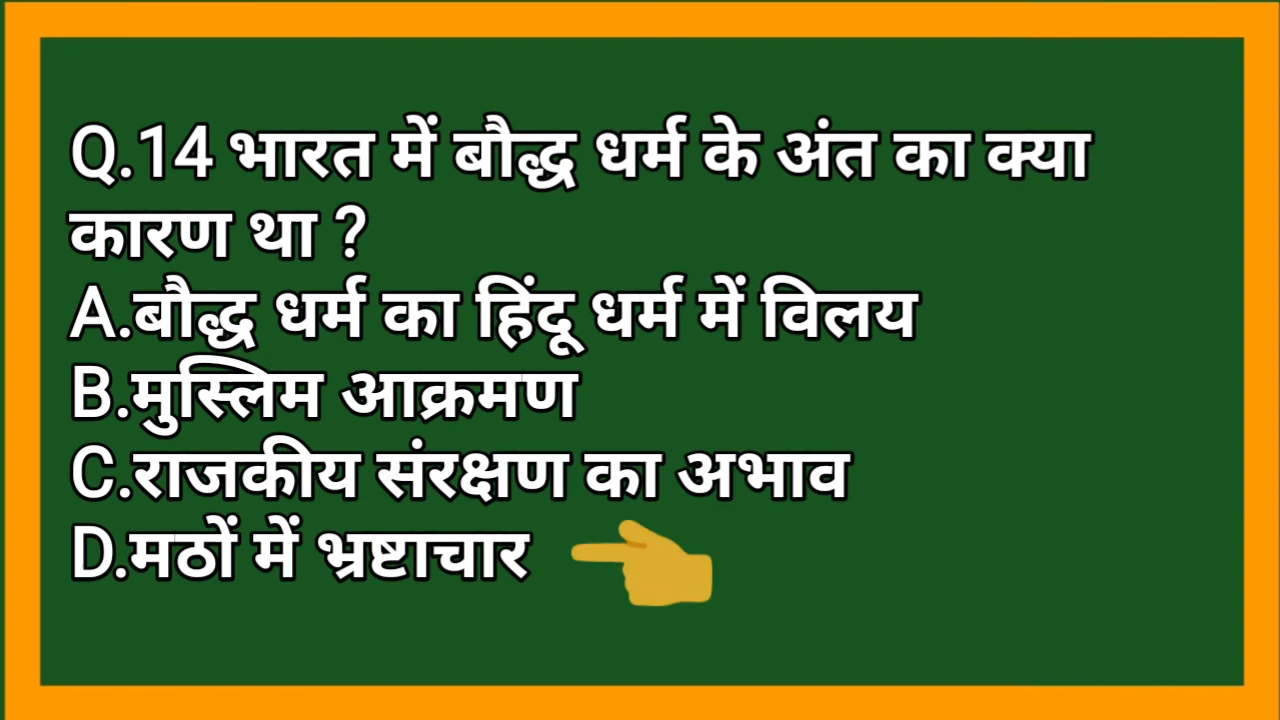 Q.14 भारत में बौद्ध धर्म के अंत का क्या
कारण था ?
A.बौद्ध धर्म का हिंदू धर्म में विलय
B.मुस्लिम आक्रमण
C.राजकीय संरक्षण का अभाव
D.मठों में भ्रष्टाचार